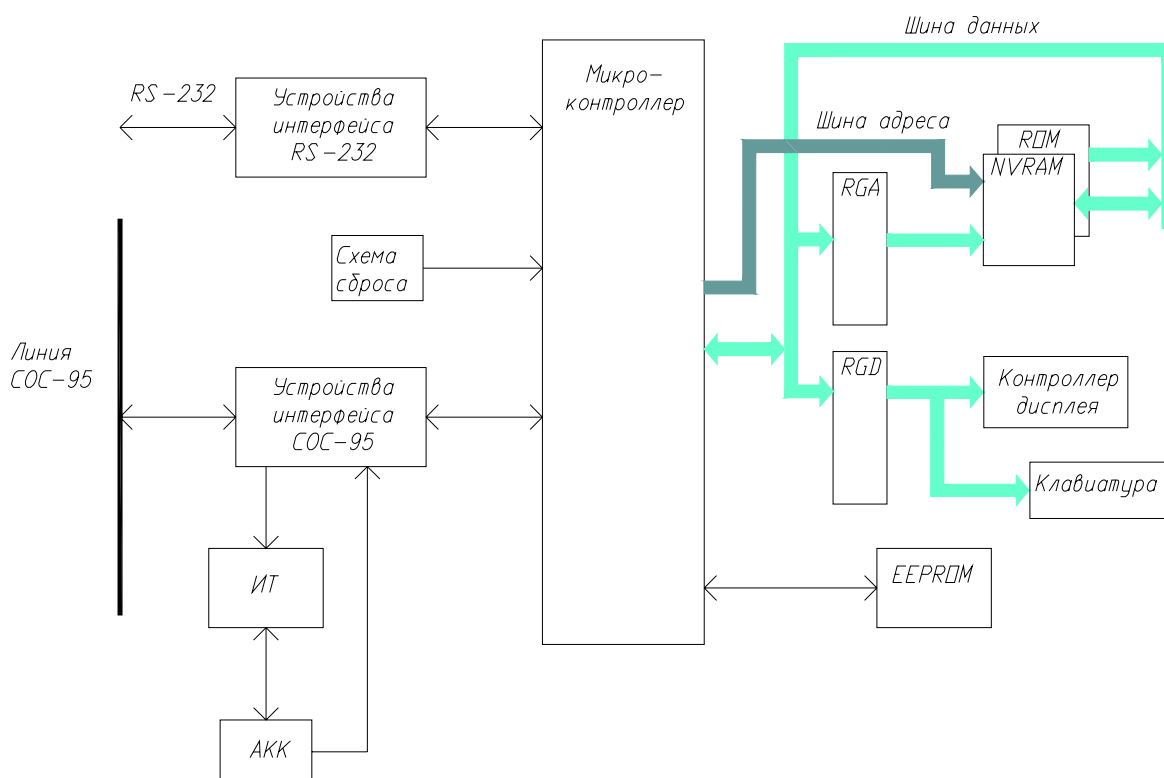 Шина данных
RS-232
Устройства
интерфейса
RS-232
Микро-
контроллер
Шина адреса
ROM
NVRAM
RGA
Схема
сброса
Линия
СОС-95
Устройства
интерфейса
СОС-95
RGD
Контроллер
дисплея
Клавиатура
ИТ
EEPROM
АКК